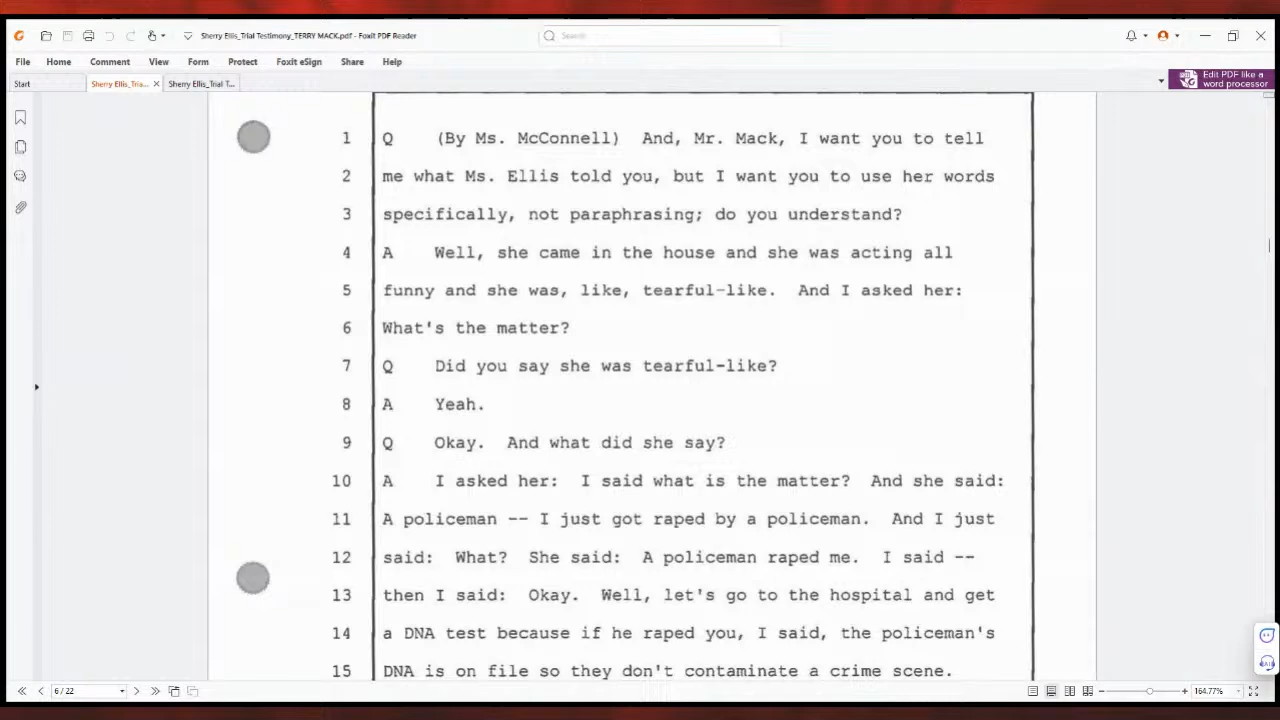 Sherry Ellis_Trial Testimony_TERRY MACK.pdf - Foxit PDF Reader
Search
File Home Comment View Form Protect Foxit eSign Share Help
Start Sherry Ellis_Tria... Sherry Ellis_Trial T...
Edit PDF like a
word processor
1 Q (By Ms. McConnell) And, Mr. Mack, I want you to tell
2 me what Ms. Ellis told you, but I want you to use her words
3 specifically, not paraphrasing; do you understand?
4 A Well, she came in the house and she was acting all
5 funny and she was, like, tearful-like. And I asked her:
6 What's the matter?
7 Q Did you say she was tearful-like?
8 A Yeah.
9 Q Okay. And what did she say?
10 A I asked her: I said what is the matter? And she said:
11 A policeman -- I just got raped by a policeman. And I just
12 said: What? She said: A policeman raped me. I said --
13 then I said: Okay. Well, let's go to the hospital and get
14 a DNA test because if he raped you, I said, the policeman's
15 DNA is on file so they don't contaminate a crime scene.
6 / 22
164.77%